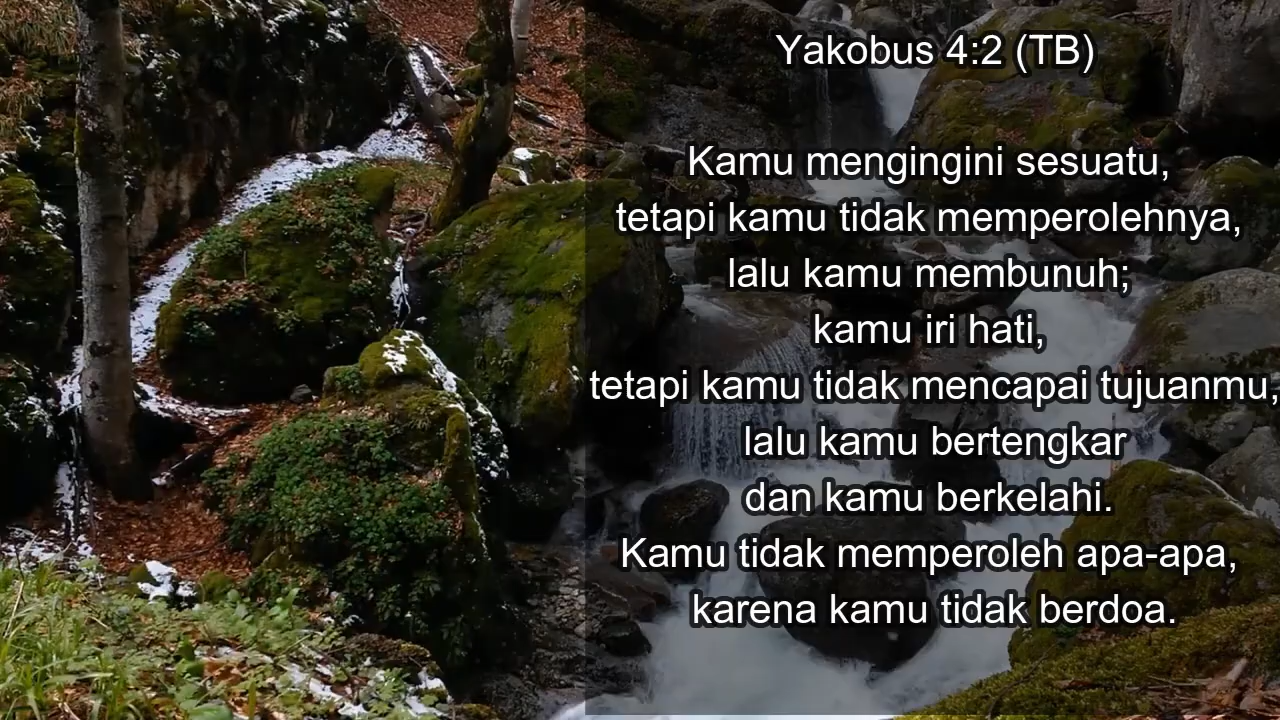 Yakobus 4:2 (TB)
Kamu mengingini sesuatu,
tetapi kamu tidak memperolehnya,
lalu kamu membunuh;
kamu iri hati,
tetapi kamu tidak mencapai tujuanmu,
lalu kamu bertengkar
dan kamu berkelahi.
Kamu tidak memperoleh apa-apa,
karena kamu tidak berdoa.